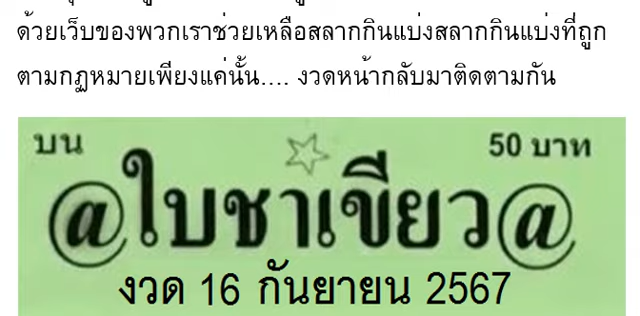 ด้วยเว็บของพวกเราช่วยเหลือสลากกินแบ่งสลากกินแบ่งที่ถูก
ตามกฏหมายเพียงแค่นั้น.... งวดหน้ากลับมาติดตามกัน
บน
50 บาท
@ใบชาเขียว@
งวด 16 กันยายน 2567